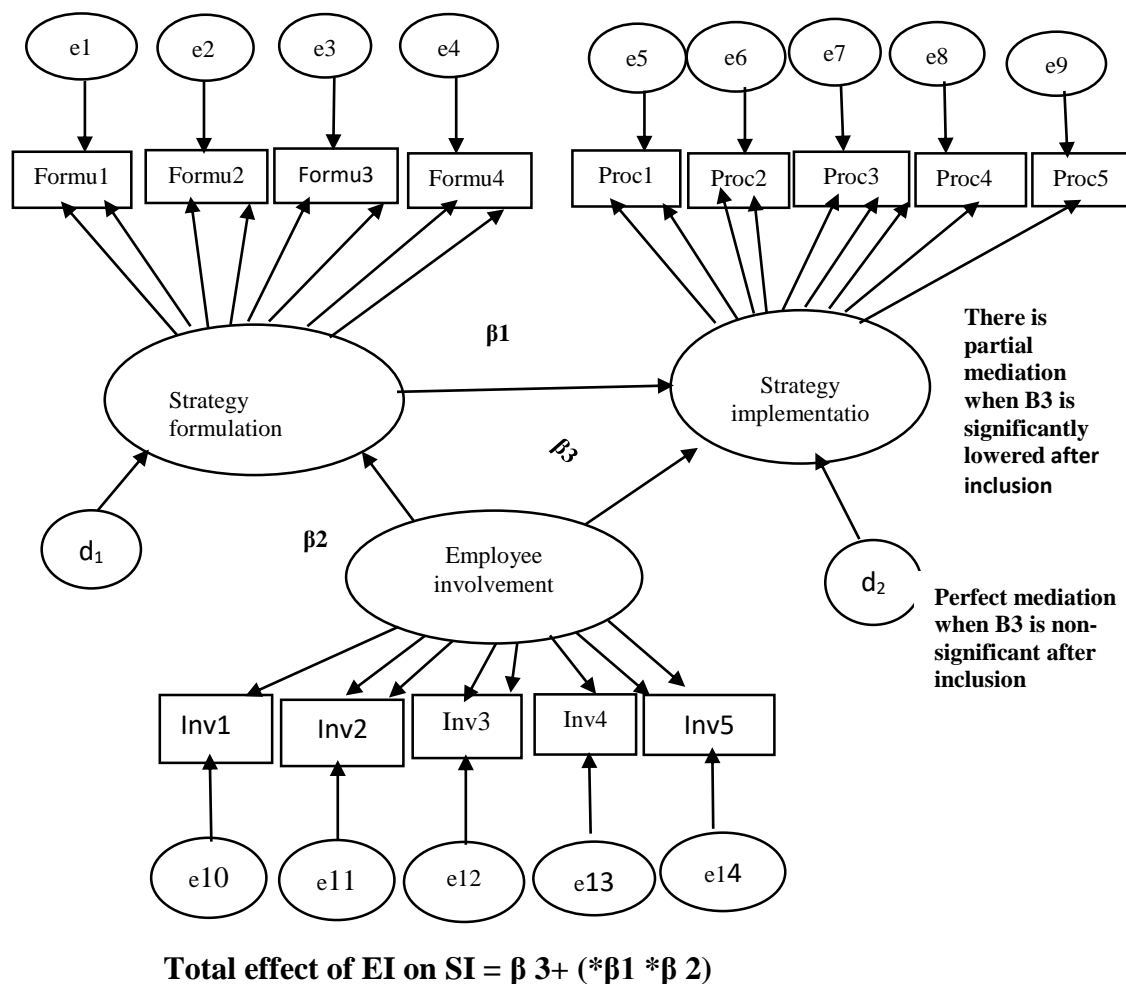 e1
e2
e3
e4
e5
e6
e7
e8
e9
Formu1
Formu2
Formu3
Formu4
Proc1
Proc2
Proc3
Proc4
Proc5
β1
Strategy
formulation
Strategy
implementatio
There is
partial
mediation
when B3 is
significantly
lowered after
inclusion
β3
β2
d₁
Employee
involvement
d₂
Perfect mediation
when B3 is non-
significant after
inclusion
Inv1
Inv2
Inv3
Inv4
Inv5
e10
e11
e12
e13
e14
Total effect of EI on SI = β 3+ (*β1 *β 2)